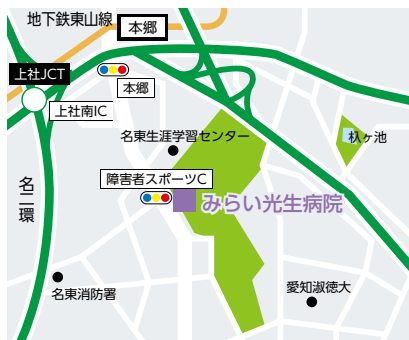 地下鉄東山線
本郷
上社JCT
本郷
上社南IC
名東生涯学習センター
杁ヶ池
障害者スポーツC
名二環
みらい光生病院
名東消防署
愛知淑徳大